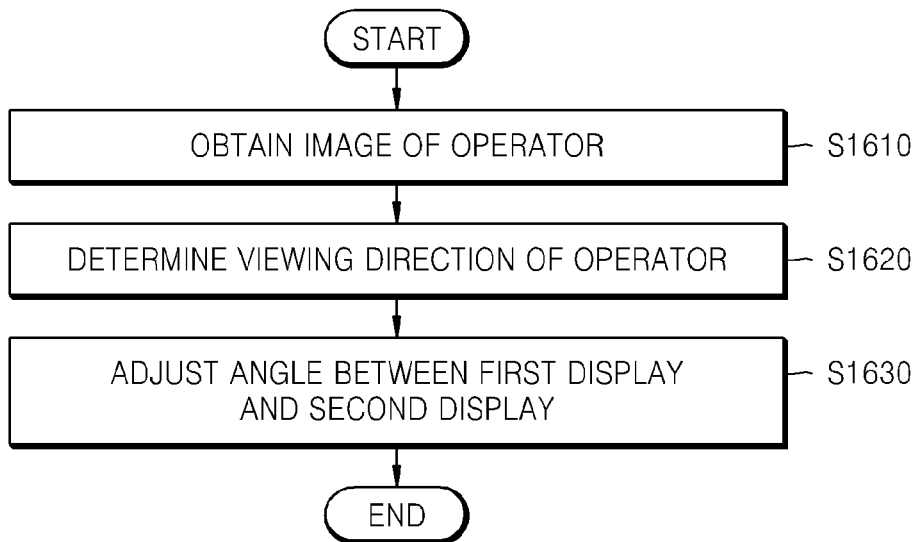 START
OBTAIN IMAGE OF OPERATOR
S1610
DETERMINE VIEWING DIRECTION OF OPERATOR
S1620
ADJUST ANGLE BETWEEN FIRST DISPLAY
AND SECOND DISPLAY
S1630
END